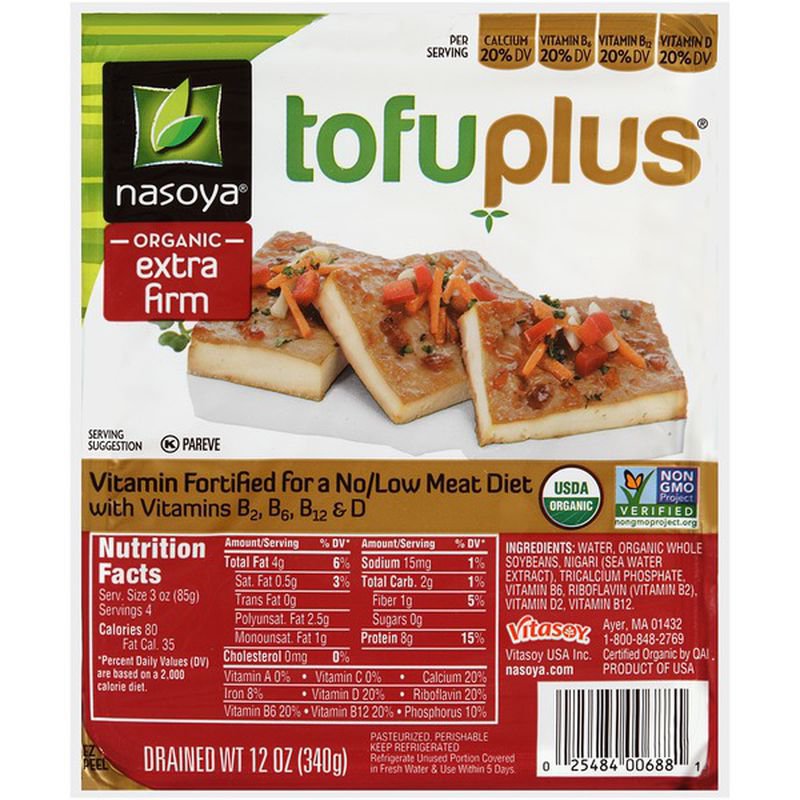 PER SERVING
CALCIUM 20% DV
VITAMIN B6 20% DV
VITAMIN B12 20% DV
VITAMIN D 20% DV
nasoya®
tofuplus®
ORGANIC
extra
firm
SERVING
SUGGESTION
K PAREVE
Vitamin Fortified for a No/Low Meat Diet
with Vitamins B2, B6, B12 & D
USDA
ORGANIC
NON
GMO
Project
VERIFIED
nongmoproject.org
Nutrition
Facts
Serv. Size 3 oz (85g)
Servings 4
Calories 80
Fat Cal. 35
*Percent Daily Values (DV)
are based on a 2,000
calorie diet.
Amount/Serving % DV*
Total Fat 4g 6%
Sat. Fat 0.5g 3%
Trans Fat 0g
Polyunsat. Fat 2.5g
Monounsat. Fat 1g
Cholesterol 0mg 0%
Amount/Serving % DV*
Sodium 15mg 1%
Total Carb. 2g 1%
Fiber 1g 5%
Sugars 0g
Protein 8g 15%
Vitamin A 0% • Vitamin C 0% • Calcium 20%
Iron 8% • Vitamin D 20% • Riboflavin 20%
Vitamin B6 20% • Vitamin B12 20% • Phosphorus 10%
INGREDIENTS: WATER, ORGANIC WHOLE
SOYBEANS, NIGARI (SEA WATER
EXTRACT), TRICALCIUM PHOSPHATE,
VITAMIN B6, RIBOFLAVIN (VITAMIN B2),
VITAMIN D2, VITAMIN B12.
Vitasoy
Vitasoy USA Inc.
nasoya.com
Ayer, MA 01432
1-800-848-2769
Certified Organic by QAI
PRODUCT OF USA
EZ
PEEL
DRAINED WT 12 OZ (340g)
PASTEURIZED. PERISHABLE
KEEP REFRIGERATED
Refrigerate Unused Portion Covered
in Fresh Water & Use Within 5 Days.
0 25484 00688 1